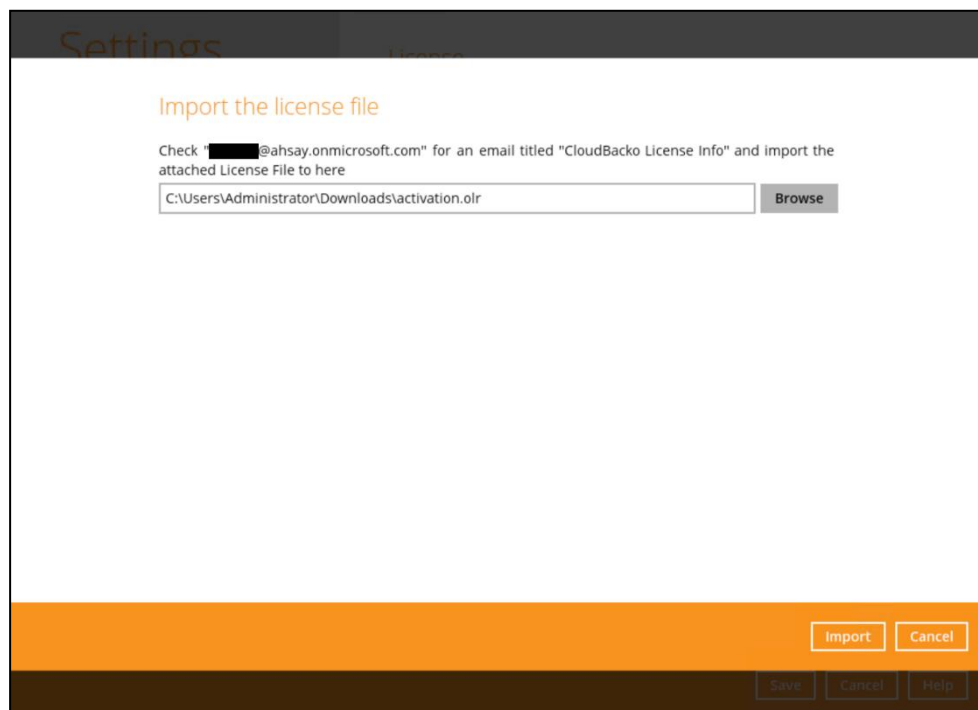 Settings
License
Import the license file
Check "@ahsay.onmicrosoft.com" for an email titled "CloudBacko License Info" and import the
attached License File to here
C:\Users\Administrator\Downloads\activation.olr
Browse
Import
Cancel
Save
Cancel
Help